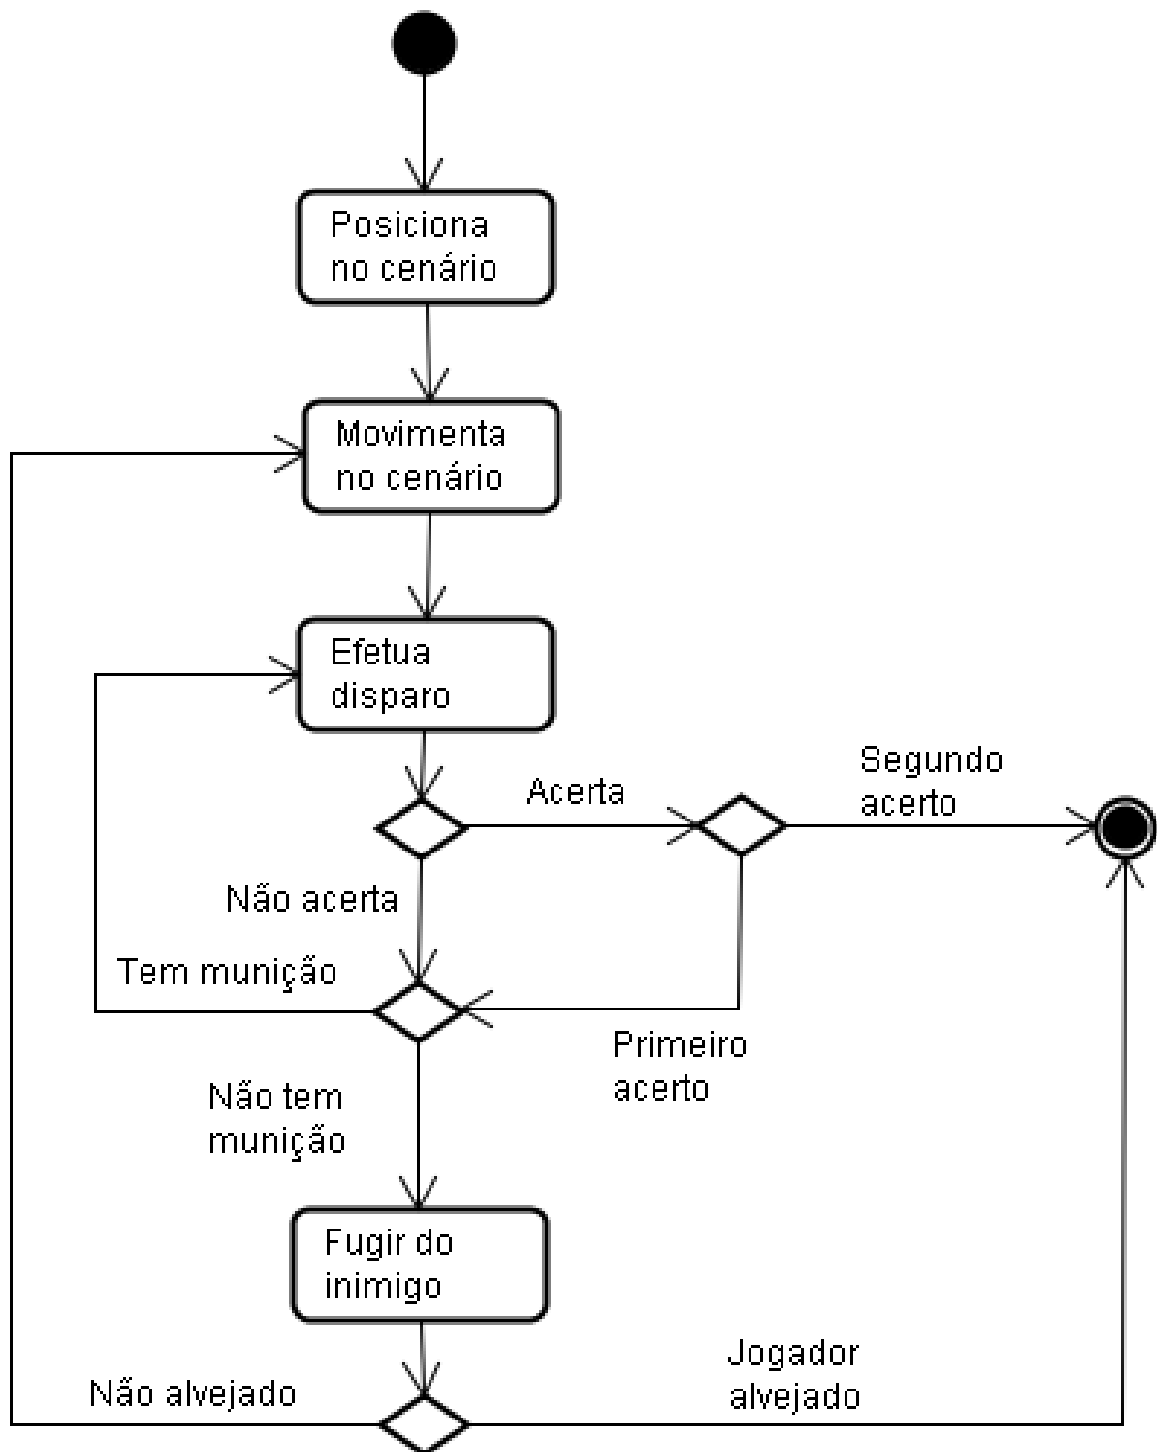 Posiciona
no cenário
Movimenta
no cenário
Efetua
disparo
Segundo
acerto
Acerta
Não acerta
Tem munição
Primeiro
acerto
Não tem
munição
Fugir do
inimigo
Jogador
alvejado
Não alvejado